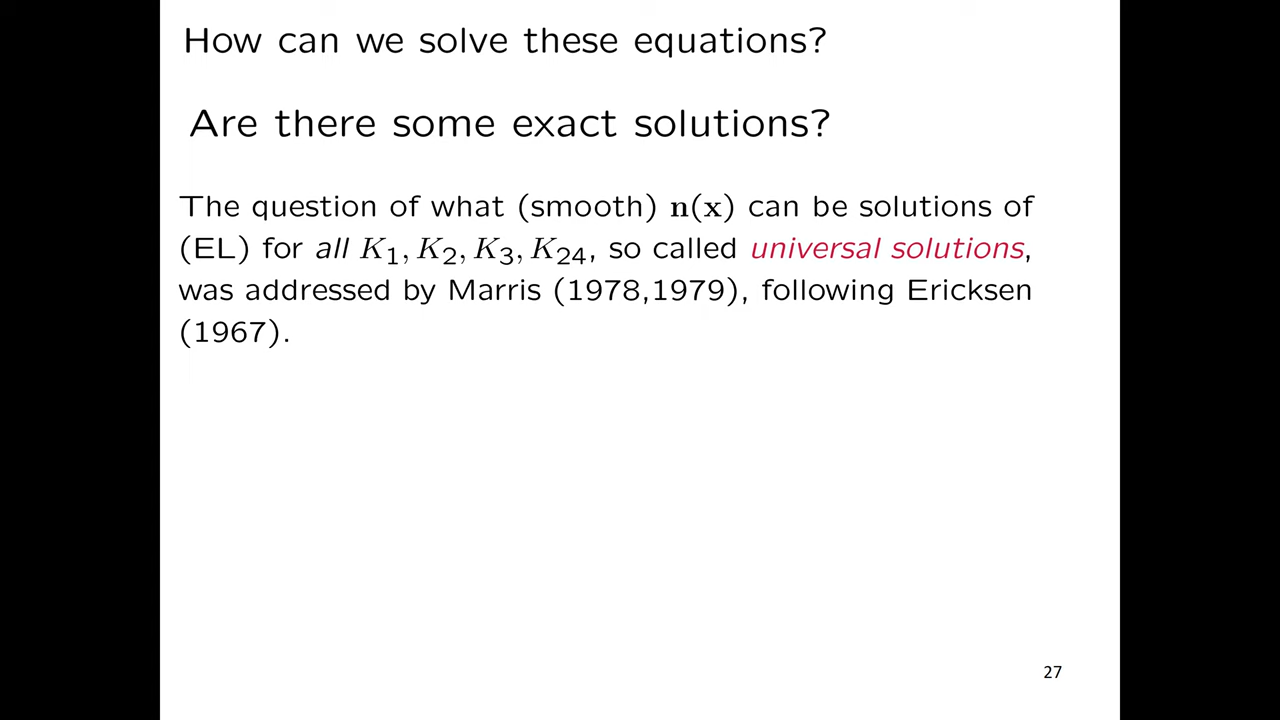 How can we solve these equations?
Are there some exact solutions?
The question of what (smooth) n(x) can be solutions of
(EL) for all K₁, K₂, K₃, K₂₄, so called universal solutions,
was addressed by Marris (1978,1979), following Ericksen
(1967).
27